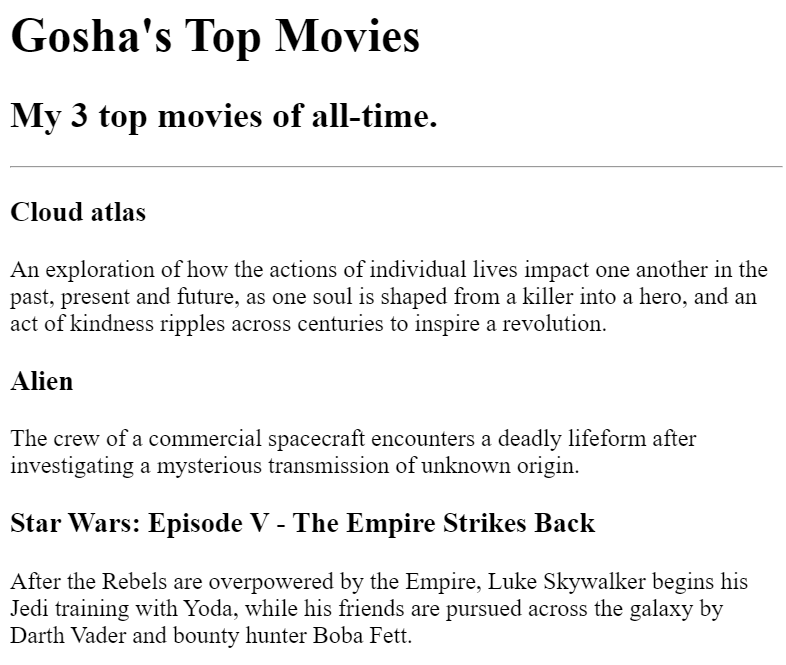 Gosha's Top Movies
My 3 top movies of all-time.
Cloud atlas
An exploration of how the actions of individual lives impact one another in the
past, present and future, as one soul is shaped from a killer into a hero, and an
act of kindness ripples across centuries to inspire a revolution.
Alien
The crew of a commercial spacecraft encounters a deadly lifeform after
investigating a mysterious transmission of unknown origin.
Star Wars: Episode V - The Empire Strikes Back
After the Rebels are overpowered by the Empire, Luke Skywalker begins his
Jedi training with Yoda, while his friends are pursued across the galaxy by
Darth Vader and bounty hunter Boba Fett.